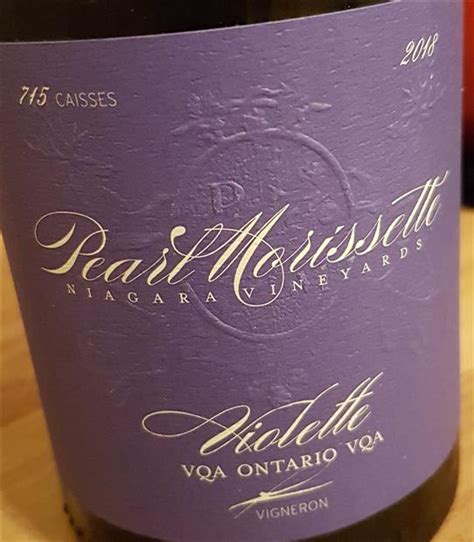 715 CAISSES
2018
Pearl Morissette
NIAGARA VINEYARDS
Violette
VQA ONTARIO VQA
VIGNERON